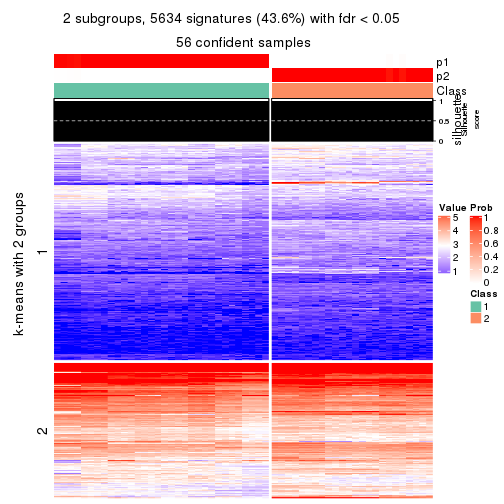 2 subgroups, 5634 signatures (43.6%) with fdr < 0.05
56 confident samples
p1
p2
Class
1
0.5
0
silhouette
Silhouette
score
k-means with 2 groups
1
2
Value
5
4
3
2
1
Prob
1
0.8
0.6
0.4
0.2
0
Class
1
2